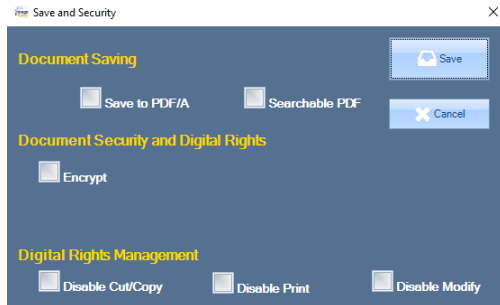 Save and Security
Document Saving
Save
Save to PDF/A
Searchable PDF
Cancel
Document Security and Digital Rights
Encrypt
Digital Rights Management
Disable Cut/Copy
Disable Print
Disable Modify